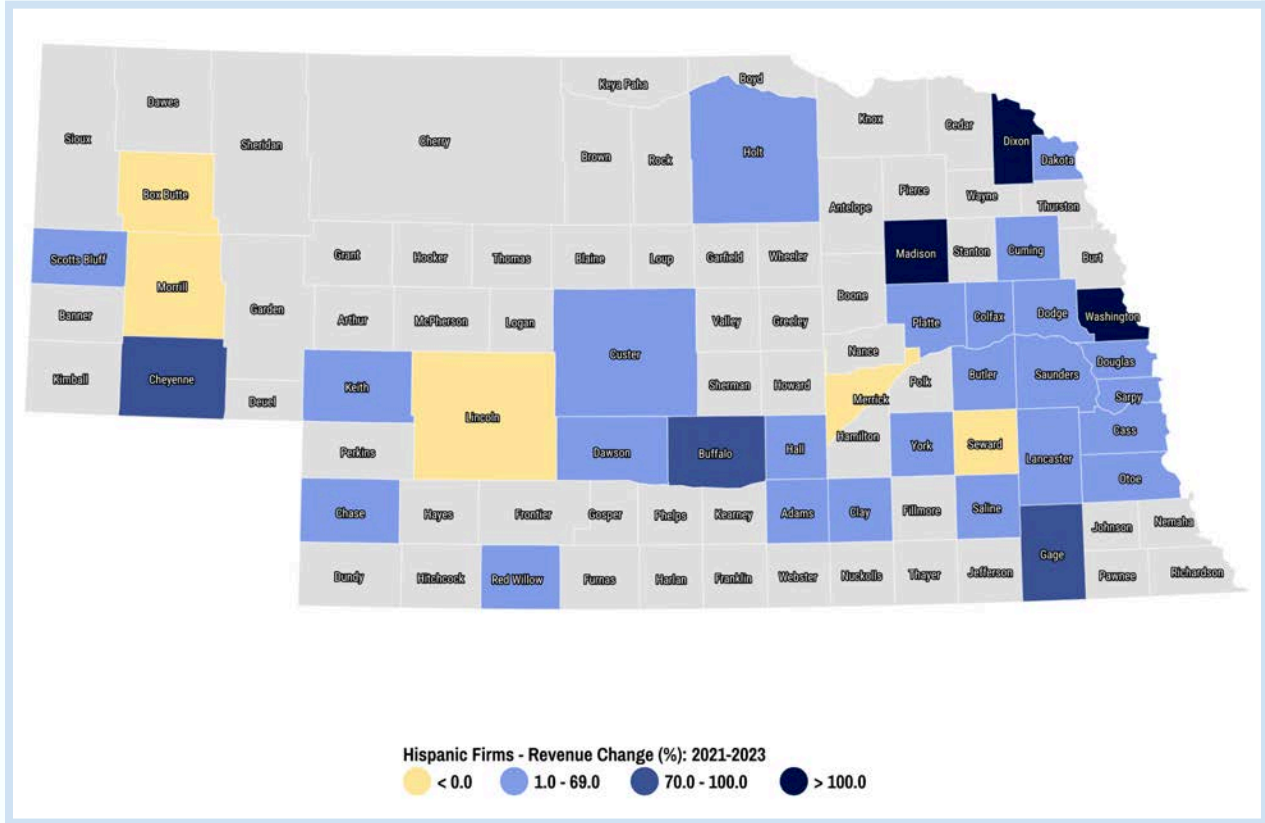 Keya Paha
Boyd
Dawes
Sioux
Sheridan
Cherry
Knox
Cedar
Dixon
Dakota
Brown
Rock
Holt
Box Butte
Pierce
Wayne
Thurston
Antelope
Scotts Bluff
Grant
Hooker
Thomas
Blaine
Loup
Garfield
Wheeler
Madison
Stanton
Cuming
Burt
Morrill
Boone
Banner
Garden
Arthur
McPherson
Logan
Valley
Greeley
Platte
Colfax
Dodge
Washington
Custer
Nance
Douglas
Kimball
Cheyenne
Deuel
Keith
Sherman
Howard
Polk
Butler
Saunders
Sarpy
Lincoln
Merrick
Perkins
Dawson
Buffalo
Hall
Hamilton
York
Seward
Lancaster
Cass
Otoe
Chase
Hayes
Frontier
Gosper
Phelps
Kearney
Adams
Clay
Fillmore
Saline
Johnson
Nemaha
Dundy
Hitchcock
Red Willow
Furnas
Harlan
Franklin
Webster
Nuckolls
Thayer
Jefferson
Gage
Pawnee
Richardson
Hispanic Firms - Revenue Change (%): 2021-2023
< 0.0 1.0 - 69.0 70.0 - 100.0 > 100.0